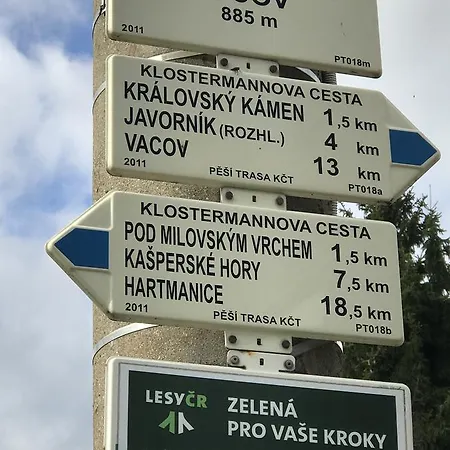 885 m
2011
PT018m
KLOSTERMANNOVA CESTA
KRÁLOVSKÝ KÁMEN 1,5 km
JAVORNÍK (ROZHL.) 4 km
VACOV 13 km
2011 PĚŠÍ TRASA KČT PT018a
KLOSTERMANNOVA CESTA
POD MILOVSKÝM VRCHEM 1,5 km
KAŠPERSKÉ HORY 7,5 km
HARTMANICE 18,5 km
2011 PĚŠÍ TRASA KČT PT018b
LESYČR ZELENÁ
PRO VAŠE KROKY